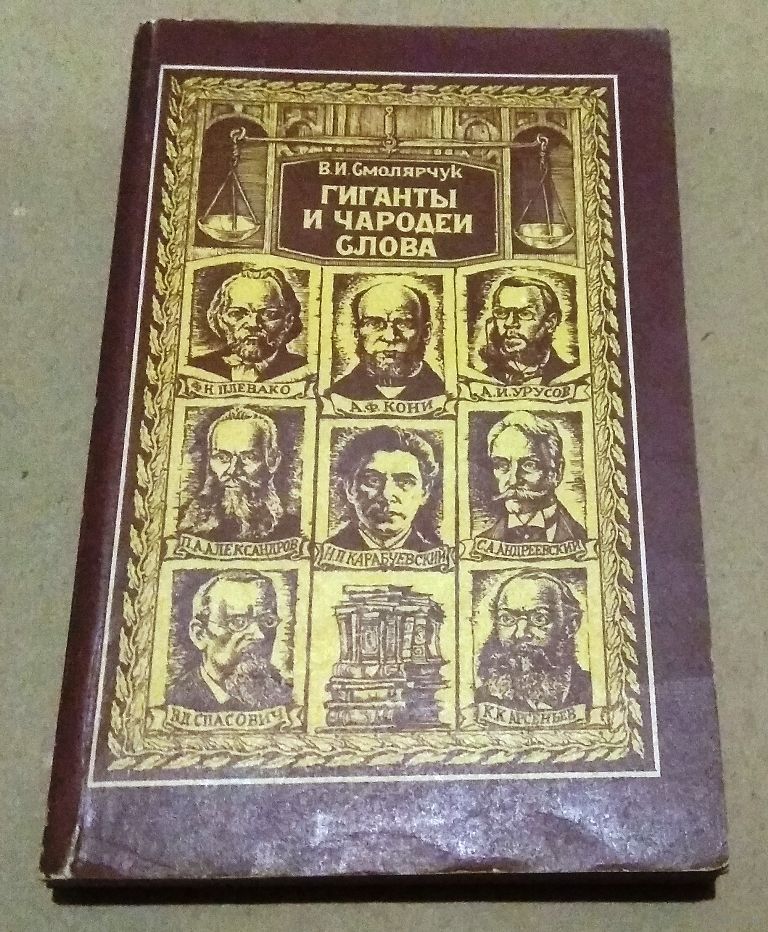 В.И. Смолярчук
ГИГАНТЫ
И ЧАРОДЕИ
СЛОВА
Ф.Н ПЛЕВАКО
А.Ф. КОНИ
А.И. УРУСОВ
П.А АЛЕКСАНДРОВ
Н.П КАРАБЧЕВСКИЙ
С.А. АНДРЕЕВСКИЙ
В.Д СПАСОВИЧ
К.К АРСЕНЬЕВ